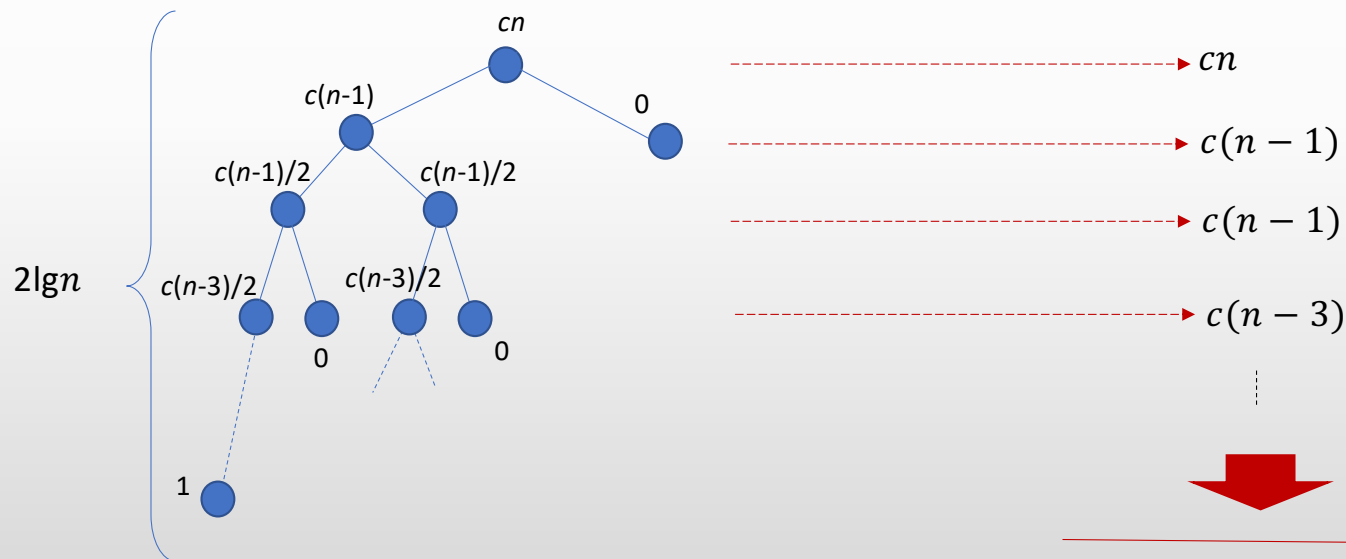 cn
cn
c(n-1)
0
c(n − 1)
c(n-1)/2
c(n-1)/2
c(n − 1)
2lgn
c(n-3)/2
c(n-3)/2
c(n − 3)
0
0
1